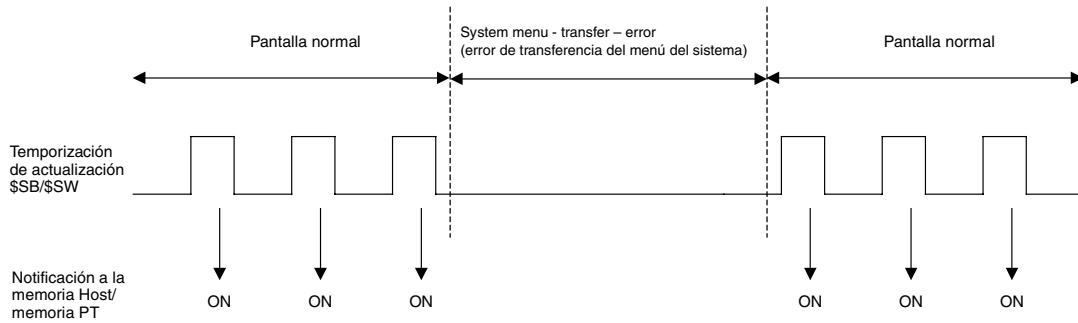 Pantalla normal
System menu - transfer – error
(error de transferencia del menú del sistema)
Pantalla normal
Temporización
de actualización
$SB/$SW
Notificación a la
memoria Host/
memoria PT
ON
ON
ON
ON
ON
ON